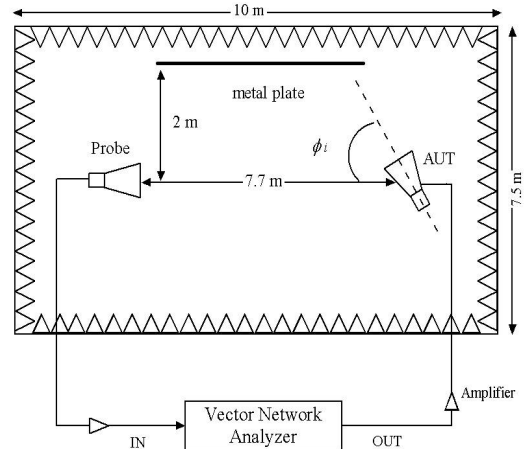 10 m
metal plate
2 m
Probe
ϕi
AUT
7.7 m
7.5 m
Amplifier
Vector Network
Analyzer
IN
OUT